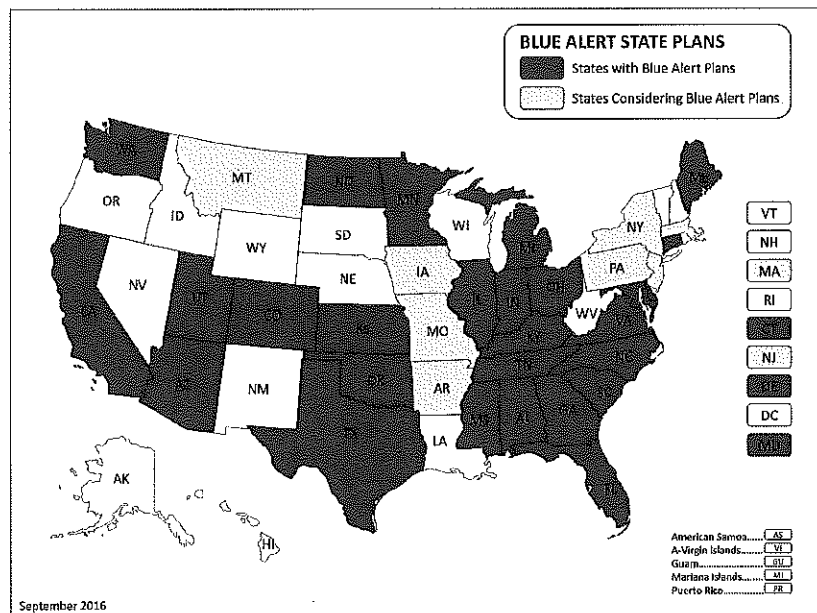 BLUE ALERT STATE PLANS
States with Blue Alert Plans
States Considering Blue Alert Plans
WA
MT
ND
MN
ME
OR
ID
WY
SD
WI
MI
NY
VT
NH
MA
RI
CT
NJ
DE
DC
MD
NV
UT
CO
NE
IA
IL
IN
OH
PA
WV
VA
CA
AZ
NM
KS
MO
KY
NC
TN
OK
AR
SC
TX
LA
MS
AL
GA
FL
AK
HI
American Samoa...... AS
A-Virgin Islands...... VI
Guam...... GU
Mariana Islands...... MI
Puerto Rico...... PR
September 2016